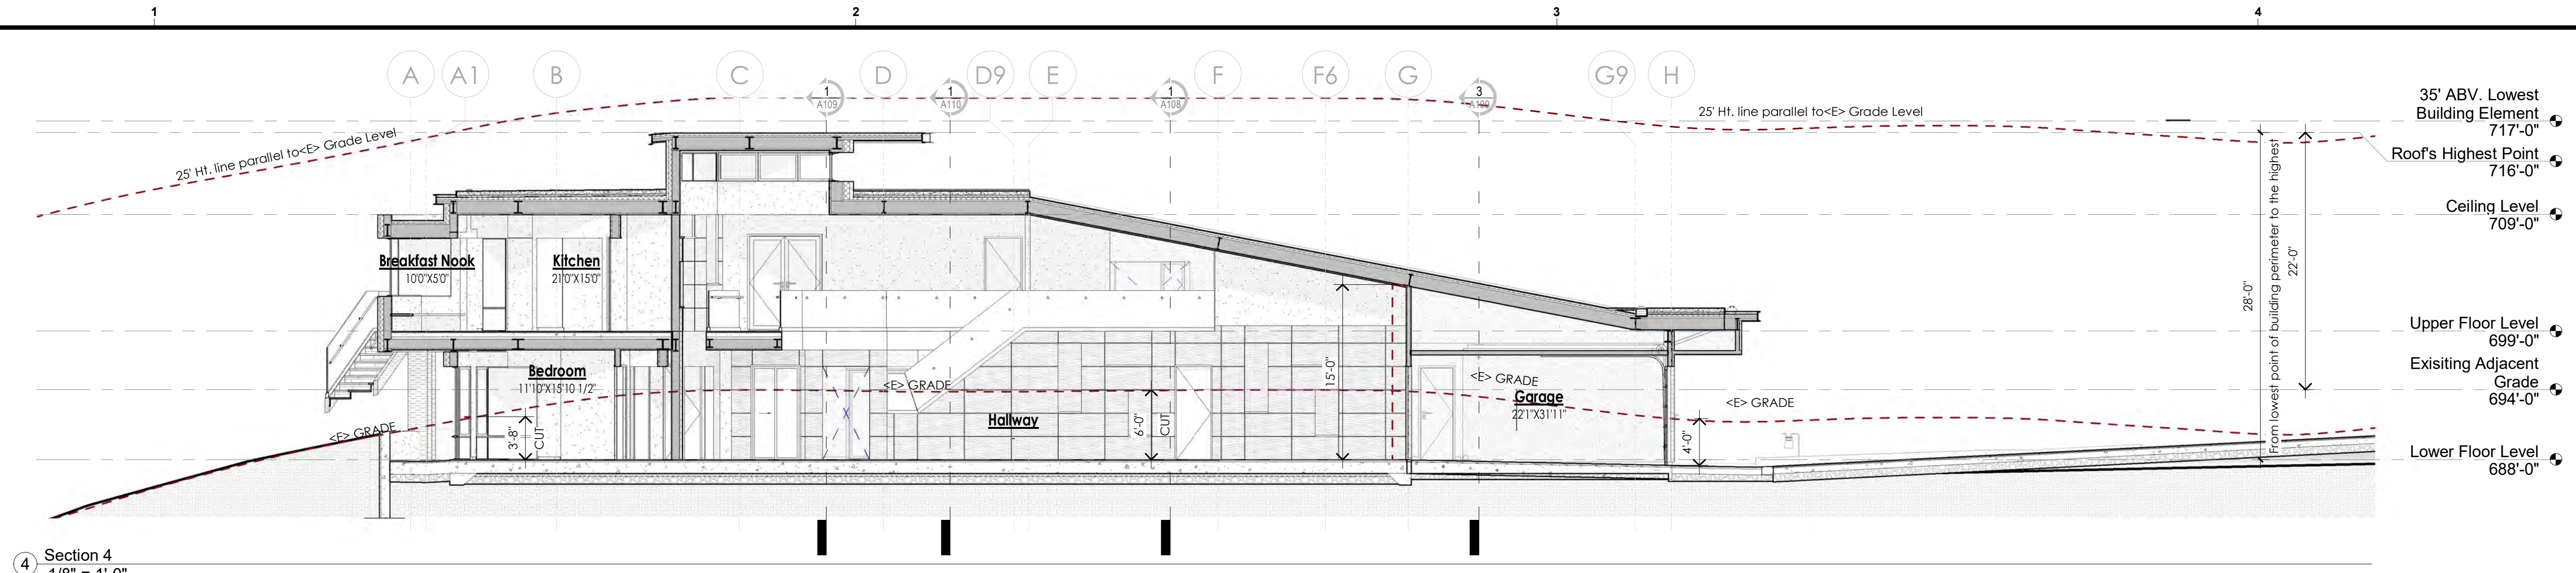 1 2 3 4
A A1 B C D D9 E F F6 G G9 H
1
A109
1
A110
1
A108
3
A109
25' Ht. line parallel to<E> Grade Level
25' Ht. line parallel to<E> Grade Level
35' ABV. Lowest
Building Element
717'-0"
Roof's Highest Point
716'-0"
Ceiling Level
709'-0"
Upper Floor Level
699'-0"
Exisiting Adjacent
Grade
694'-0"
Lower Floor Level
688'-0"
28'-0"
From lowest point of building perimeter to the highest
22'-0"
Breakfast Nook
10'0"X5'0"
Kitchen
21'0"X15'0"
Bedroom
11'10"X15'10 1/2"
<E> GRADE
3'-8"
CUT
<E> GRADE
Hallway
6'-0"
CUT
15'-0"
<E> GRADE
Garage
22'1"X31'11"
4'-0"
<E> GRADE
4
Section 4
1/8" = 1'-0"